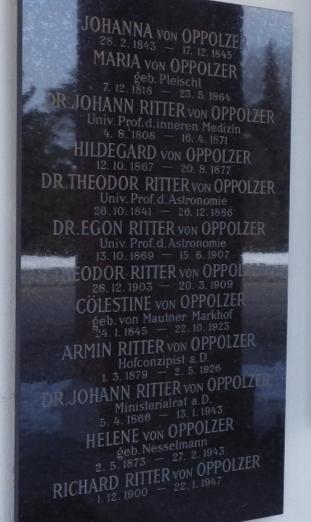 JOHANNA VON OPPOLZER
28. 2. 1843 — 17. 12. 1845
MARIA VON OPPOLZER
geb. Pleischl
7. 12. 1818 — 23. 5. 1864
DR. JOHANN RITTER VON OPPOLZER
Univ. Prof. d. inneren Medizin
4. 8. 1808 — 16. 4. 1871
HILDEGARD VON OPPOLZER
12. 10. 1867 — 20. 8. 1877
DR. THEODOR RITTER VON OPPOLZER
Univ. Prof. d. Astronomie
26. 10. 1841 — 26. 12. 1886
DR. EGON RITTER VON OPPOLZER
Univ. Prof. d. Astronomie
13. 10. 1869 — 15. 6. 1907
THEODOR RITTER VON OPPOLZER
28. 12. 1903 — 20. 3. 1909
CÖLESTINE VON OPPOLZER
geb. von Mautner Markhof
24. 1. 1845 — 22. 10. 1923
ARMIN RITTER VON OPPOLZER
Hofconzipist a. D.
1. 3. 1879 — 2. 5. 1926
DR. JOHANN RITTER VON OPPOLZER
Ministerialrat a. D.
5. 4. 1866 — 13. 1. 1943
HELENE VON OPPOLZER
geb. Nesselmann
2. 5. 1873 — 27. 2. 1943
RICHARD RITTER VON OPPOLZER
1. 12. 1900 — 22. 1. 1947